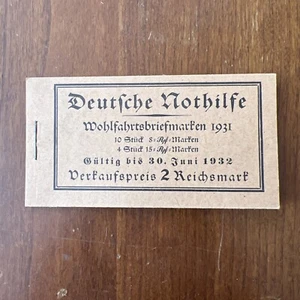 Deutſche Nothilfe
Wohlfahrtsbriefmarken 1931
10 Stück 8=Rpf=Marken
4 Stück 15=Rpf=Marken
Gültig bis 30. Juni 1932
Verkaufspreis 2 Reichsmark